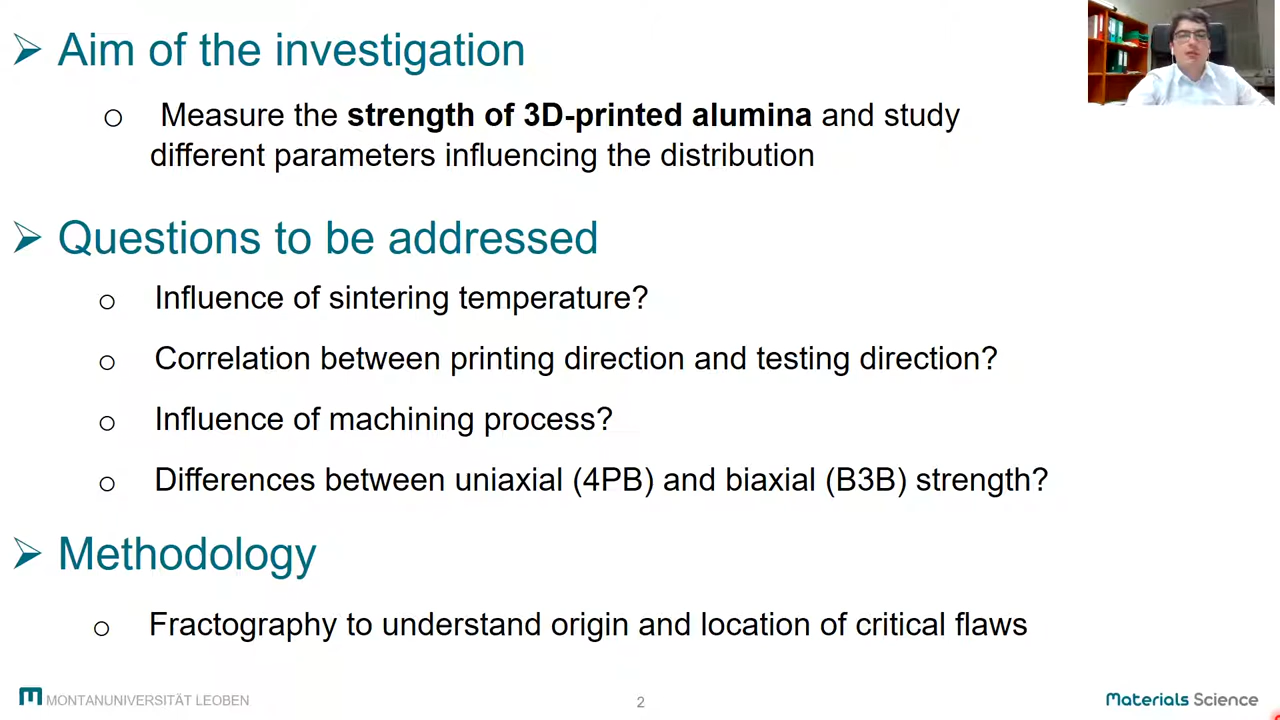 Aim of the investigation
Measure the strength of 3D-printed alumina and study
different parameters influencing the distribution
Questions to be addressed
Influence of sintering temperature?
Correlation between printing direction and testing direction?
Influence of machining process?
Differences between uniaxial (4PB) and biaxial (B3B) strength?
Methodology
Fractography to understand origin and location of critical flaws
MONTANUNIVERSITÄT LEOBEN
2
Materials Science